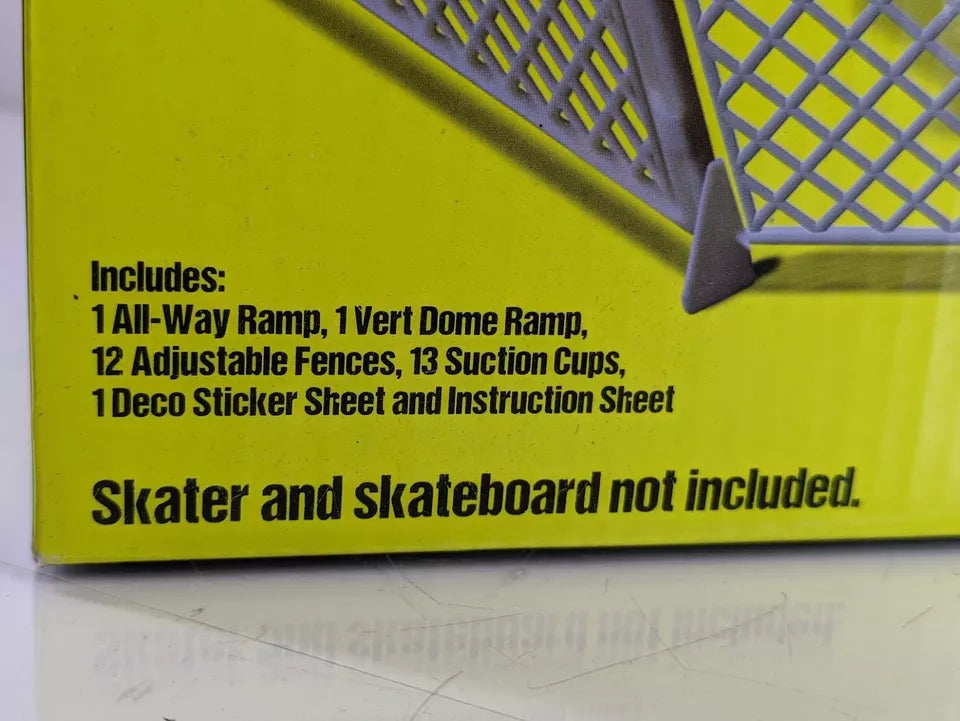 Includes:
1 All-Way Ramp, 1 Vert Dome Ramp,
12 Adjustable Fences, 13 Suction Cups,
1 Deco Sticker Sheet and Instruction Sheet
Skater and skateboard not included.